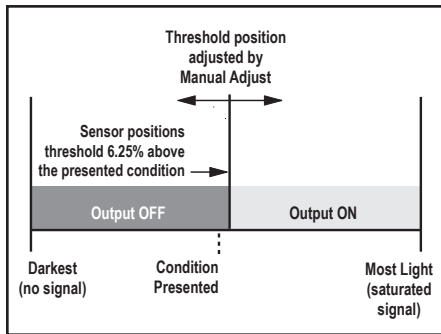 Threshold position
adjusted by
Manual Adjust
Sensor positions
threshold 6.25% above
the presented condition
Output OFF
Output ON
Darkest
(no signal)
Condition
Presented
Most Light
(saturated
signal)